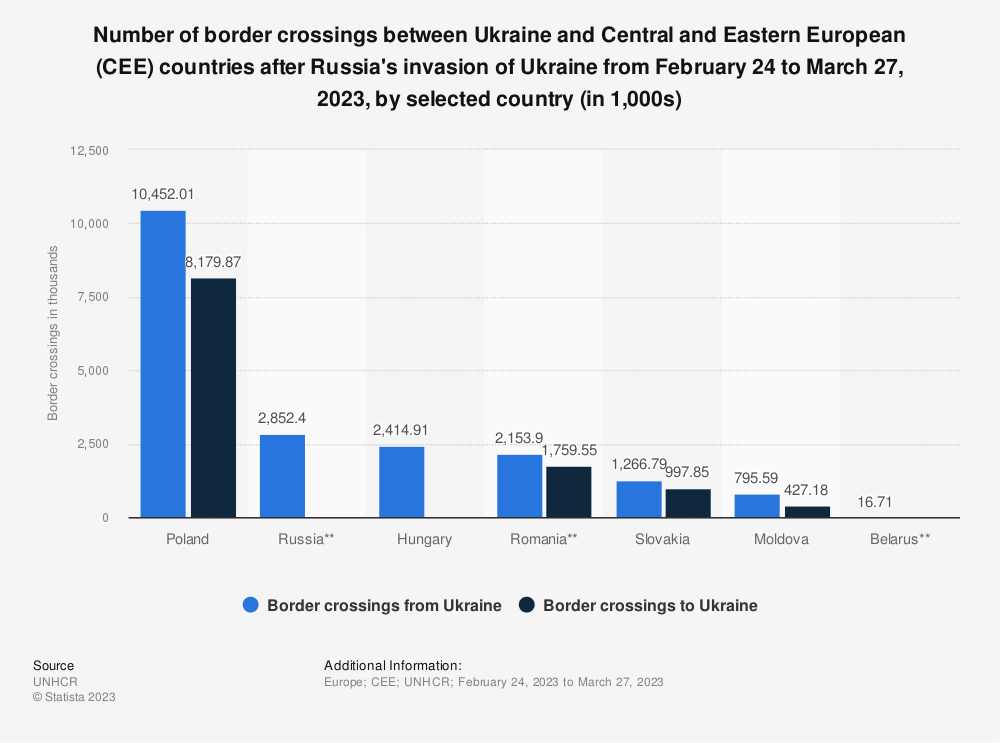 Number of border crossings between Ukraine and Central and Eastern European
(CEE) countries after Russia's invasion of Ukraine from February 24 to March 27,
2023, by selected country (in 1,000s)
Border crossings in thousands
12,500
10,000
7,500
5,000
2,500
0
10,452.01
8,179.87
2,852.4
2,414.91
2,153.9
1,759.55
1,266.79
997.85
795.59
427.18
16.71
Poland
Russia**
Hungary
Romania**
Slovakia
Moldova
Belarus**
Border crossings from Ukraine
Border crossings to Ukraine
Source
UNHCR
© Statista 2023
Additional Information:
Europe; CEE; UNHCR; February 24, 2023 to March 27, 2023